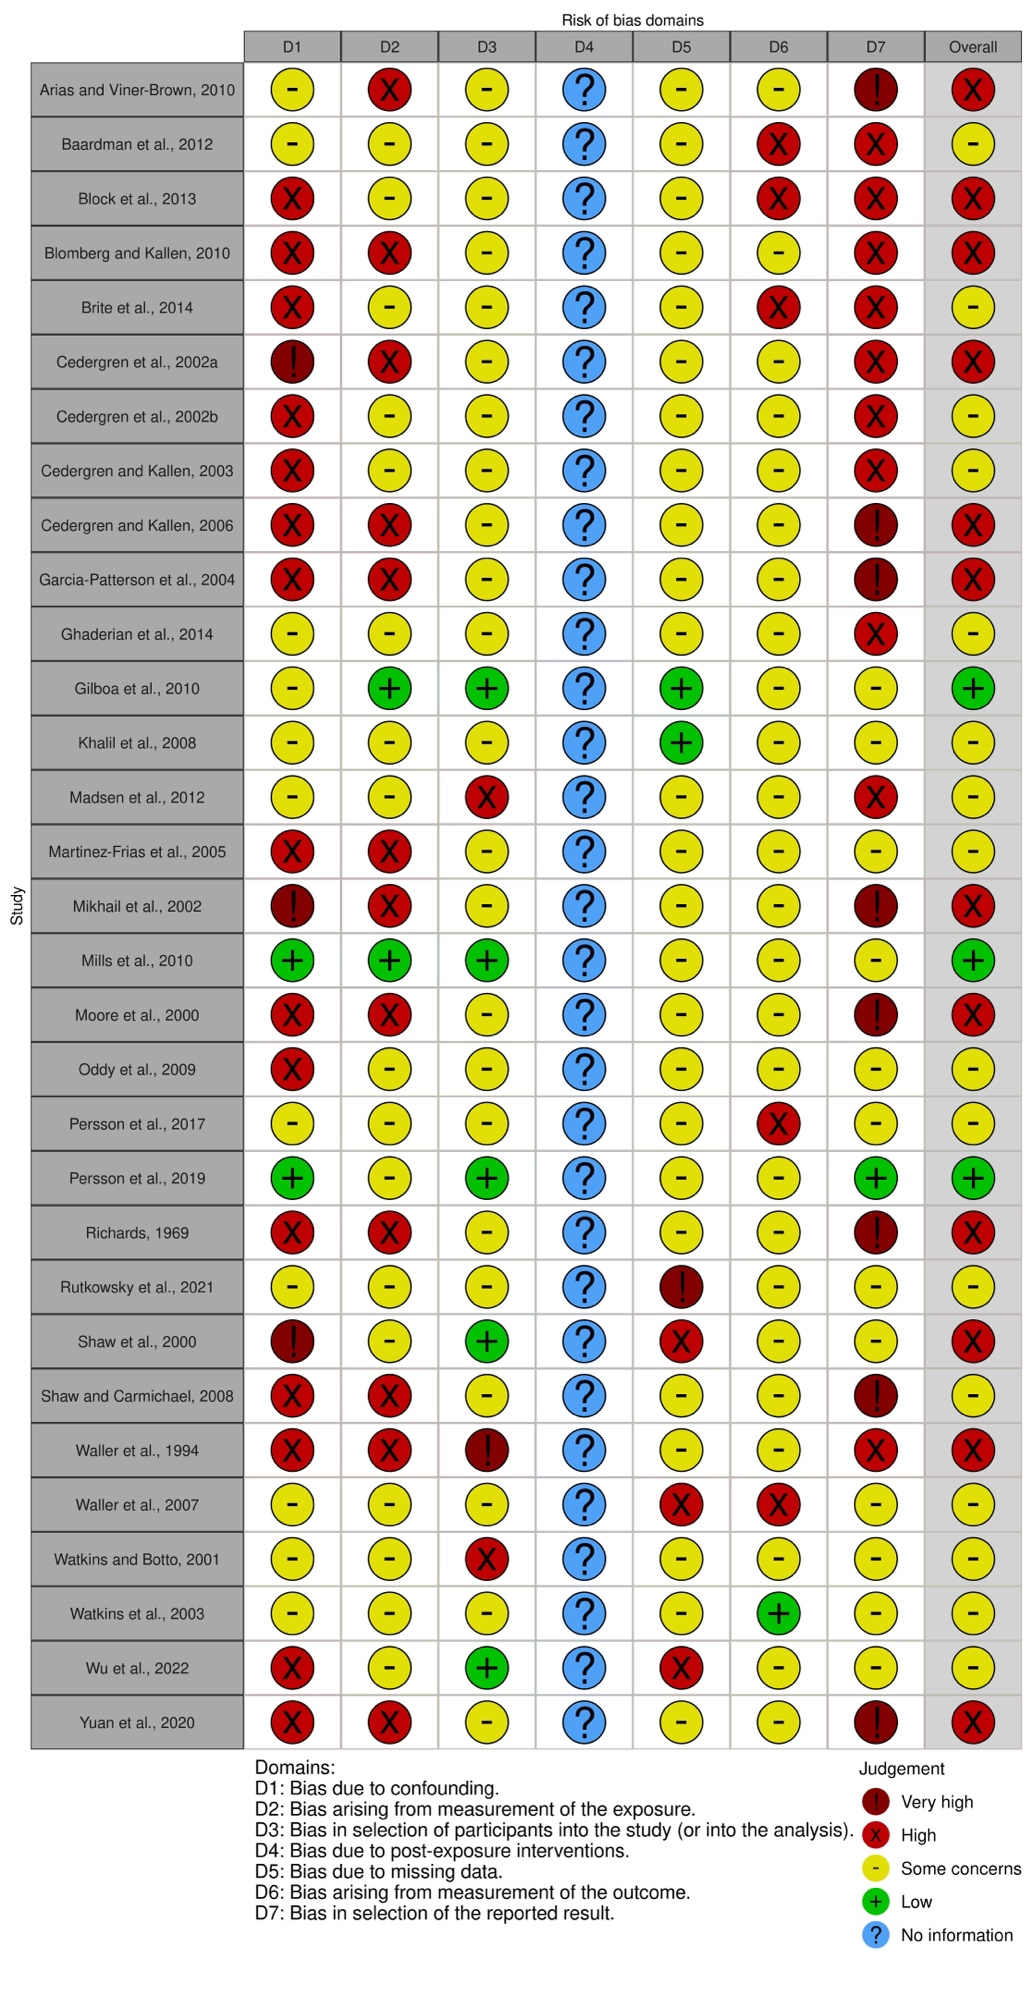 Risk of bias domains
D1 D2 D3 D4 D5 D6 D7 Overall
Arias and Viner-Brown, 2010 - X - ? - - ! X
Baardman et al., 2012 - - - ? - X X -
Block et al., 2013 X - - ? - X X X
Blomberg and Kallen, 2010 X X - ? - - X X
Brite et al., 2014 X - - ? - X X -
Cedergren et al., 2002a ! X - ? - - X X
Cedergren et al., 2002b X - - ? - - X -
Cedergren and Kallen, 2003 X - - ? - - X -
Cedergren and Kallen, 2006 X X - ? - - ! X
Garcia-Patterson et al., 2004 X X - ? - - ! X
Ghaderian et al., 2014 - - - ? - - X -
Gilboa et al., 2010 - + + ? + - - +
Khalil et al., 2008 - - - ? + - - -
Madsen et al., 2012 - - X ? - - X -
Martinez-Frias et al., 2005 X X - ? - - - -
Study
Mikhail et al., 2002 ! X - ? - - ! X
Mills et al., 2010 + + + ? - - - +
Moore et al., 2000 X X - ? - - ! X
Oddy et al., 2009 X - - ? - - - -
Persson et al., 2017 - - - ? - X - -
Persson et al., 2019 + - + ? - - + +
Richards, 1969 X X - ? - - ! X
Rutkowsky et al., 2021 - - - ? ! - - -
Shaw et al., 2000 ! - + ? X - - X
Shaw and Carmichael, 2008 X X - ? - - ! -
Waller et al., 1994 X X ! ? - - X X
Waller et al., 2007 - - - ? X X - -
Watkins and Botto, 2001 - - X ? - - - -
Watkins et al., 2003 - - - ? - + - -
Wu et al., 2022 X - + ? X - - -
Yuan et al., 2020 X X - ? - - ! X
Domains:
D1: Bias due to confounding.
D2: Bias arising from measurement of the exposure.
D3: Bias in selection of participants into the study (or into the analysis).
D4: Bias due to post-exposure interventions.
D5: Bias due to missing data.
D6: Bias arising from measurement of the outcome.
D7: Bias in selection of the reported result.
Judgement
! Very high
X High
- Some concerns
+ Low
? No information